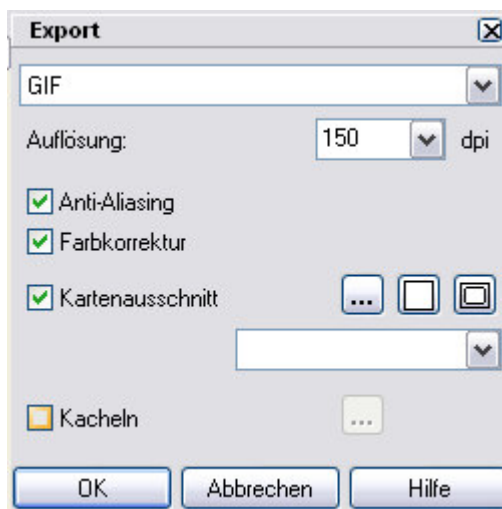 Export
GIF
Auflösung: 150 dpi
Anti-Aliasing
Farbkorrektur
Kartenausschnitt ...
Kacheln ...
OK Abbrechen Hilfe